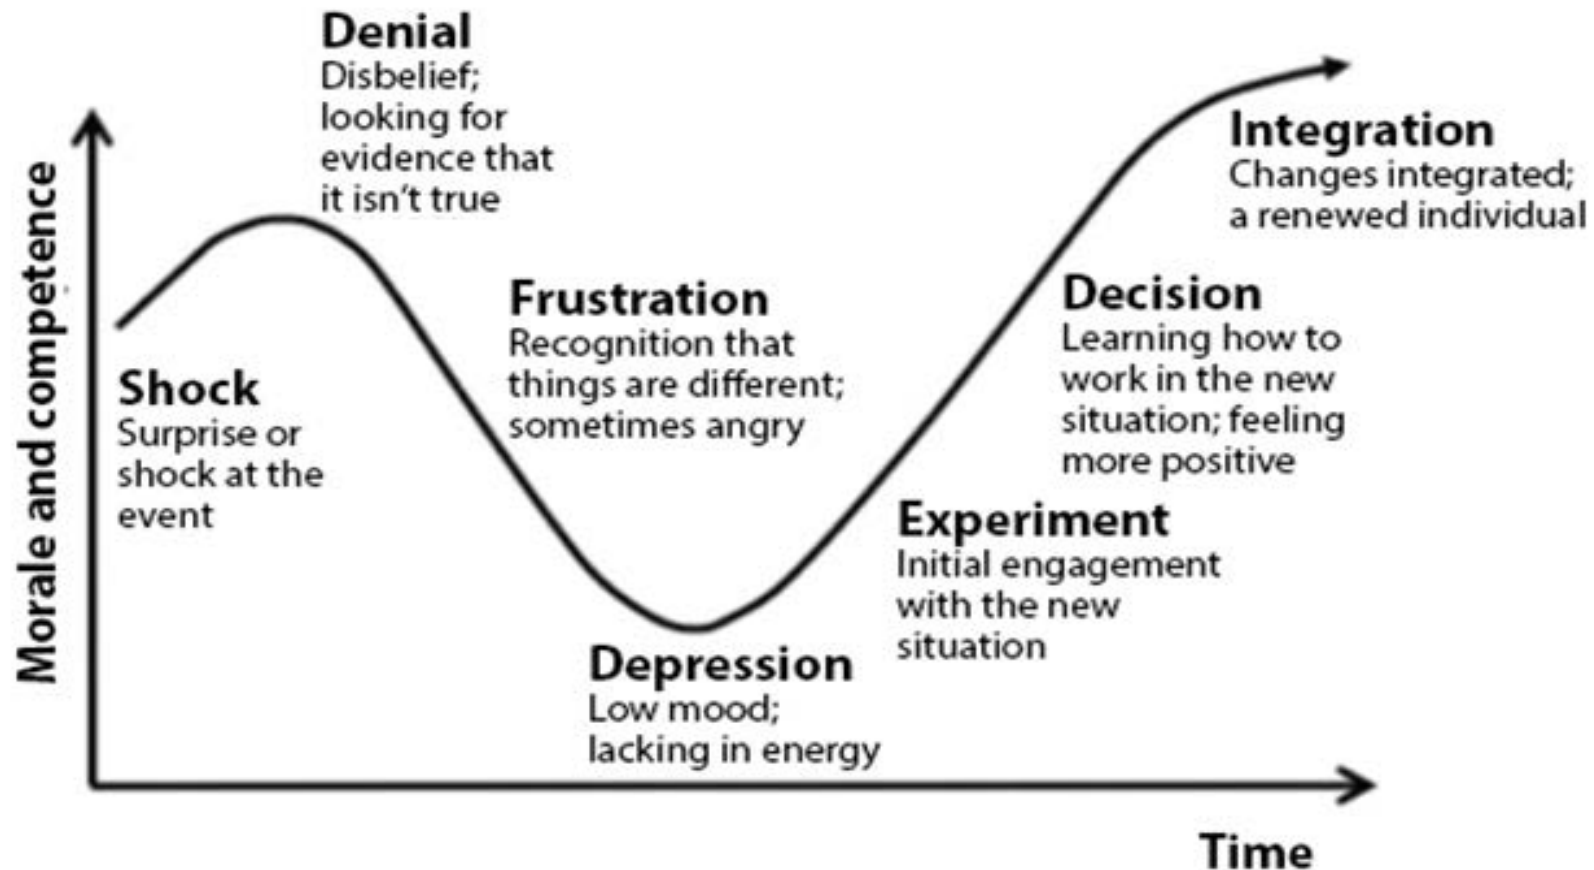 Denial
Disbelief;
looking for
evidence that
it isn't true
Morale and competence
Shock
Surprise or
shock at the
event
Frustration
Recognition that
things are different;
sometimes angry
Depression
Low mood;
lacking in energy
Experiment
Initial engagement
with the new
situation
Decision
Learning how to
work in the new
situation; feeling
more positive
Integration
Changes integrated;
a renewed individual
Time